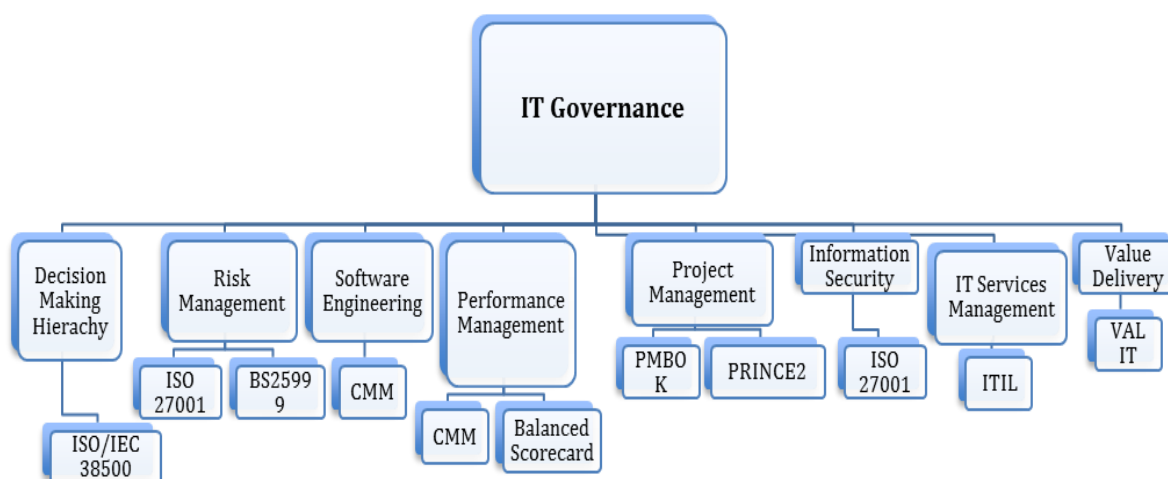 IT Governance
Decision
Making
Hierachy
Risk
Management
Software
Engineering
Performance
Management
Project
Management
Information
Security
IT Services
Management
Value
Delivery
ISO/IEC
38500
ISO
27001
BS2599
9
CMM
CMM
Balanced
Scorecard
PMBO
K
PRINCE2
ISO
27001
ITIL
VAL
IT